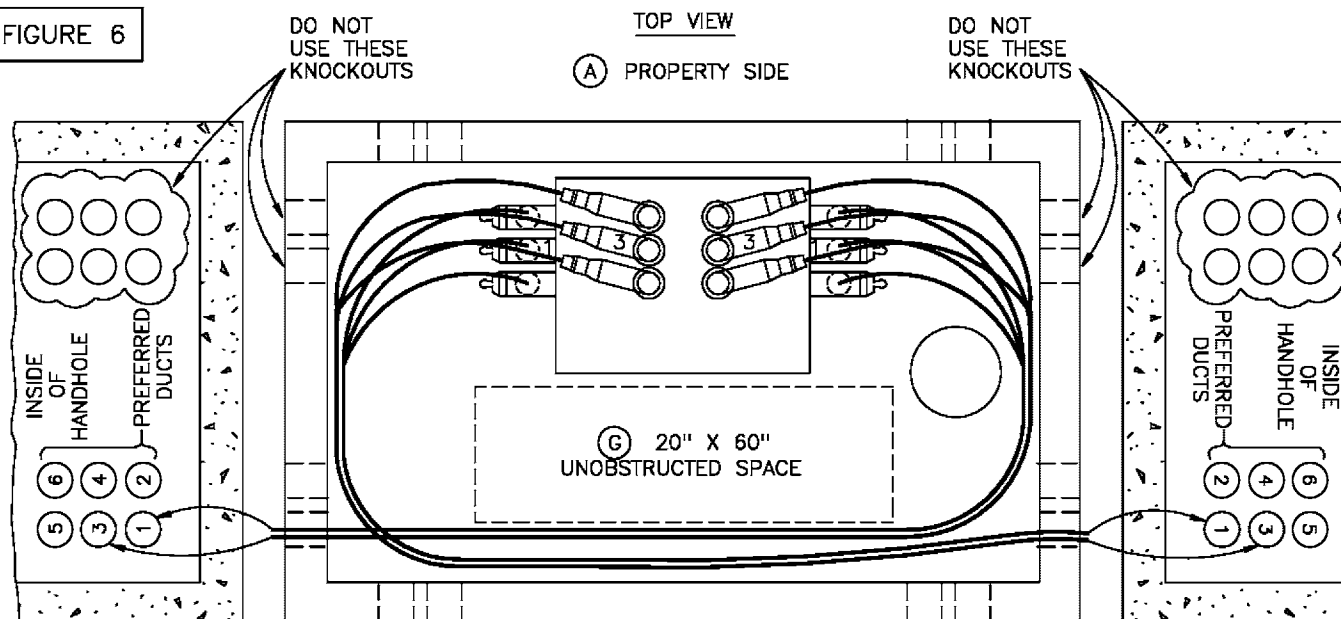 FIGURE 6
TOP VIEW
DO NOT
USE THESE
KNOCKOUTS
A PROPERTY SIDE
DO NOT
USE THESE
KNOCKOUTS
3
3
INSIDE
OF
HANDHOLE
PREFERRED
DUCTS
6 4 2
5 3 1
G 20" X 60"
UNOBSTRUCTED SPACE
PREFERRED
DUCTS
INSIDE
OF
HANDHOLE
2 4 6
1 3 5